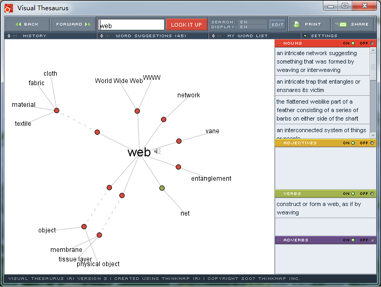 Visual Thesaurus
BACK
FORWARD
web
LOOK IT UP
SEARCH:
DISPLAY: EN
EDIT
PRINT
SHARE
HISTORY
WORD SUGGESTIONS (48)
MY WORD LIST
SETTINGS
cloth
fabric
material
textile
World Wide Web
WWW
network
vane
web
entanglement
net
object
membrane
tissue layer
physical object
NOUNS ON OFF
an intricate network suggesting
something that was formed by
weaving or interweaving
an intricate trap that entangles or
ensnares its victim
the flattened weblike part of a
feather consisting of a series of
barbs on either side of the shaft
an interconnected system of things
or people
ADJECTIVES ON OFF
VERBS ON OFF
construct or form a web, as if by
weaving
ADVERBS ON OFF
VISUAL THESAURUS (R) VERSION 3 | CREATED USING THINKMAP (R) | COPYRIGHT 2007 THINKMAP INC.